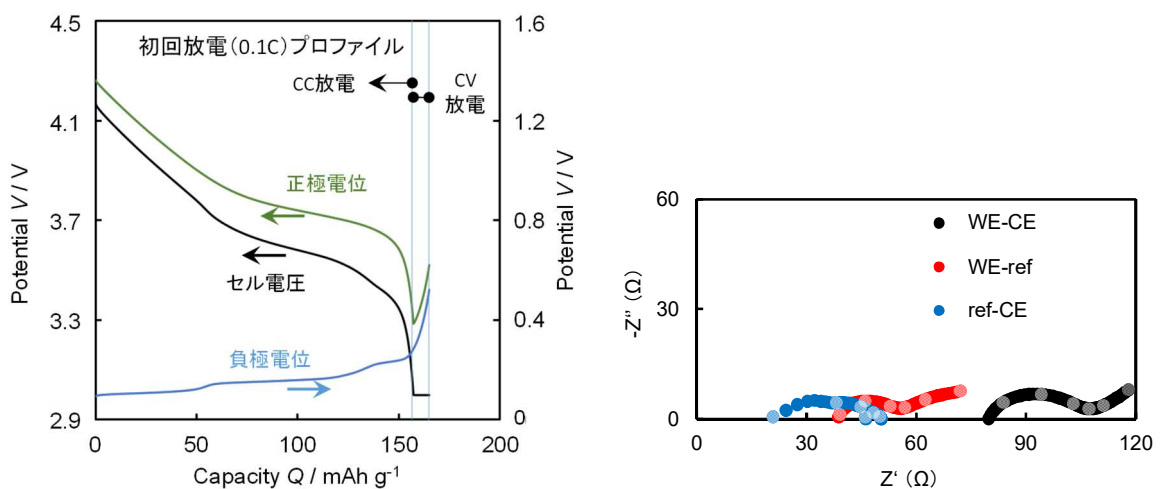 4.5
4.1
3.7
3.3
2.9
Potential V / V
1.6
1.2
0.8
0.4
0
Potential V / V
初回放電(0.1C)プロファイル
CC放電
CV
放電
正極電位
セル電圧
負極電位
0
50
100
150
200
Capacity Q / mAh g⁻¹
60
30
0
-Z‘’ (Ω)
WE-CE
WE-ref
ref-CE
0
30
60
90
120
Z‘ (Ω)